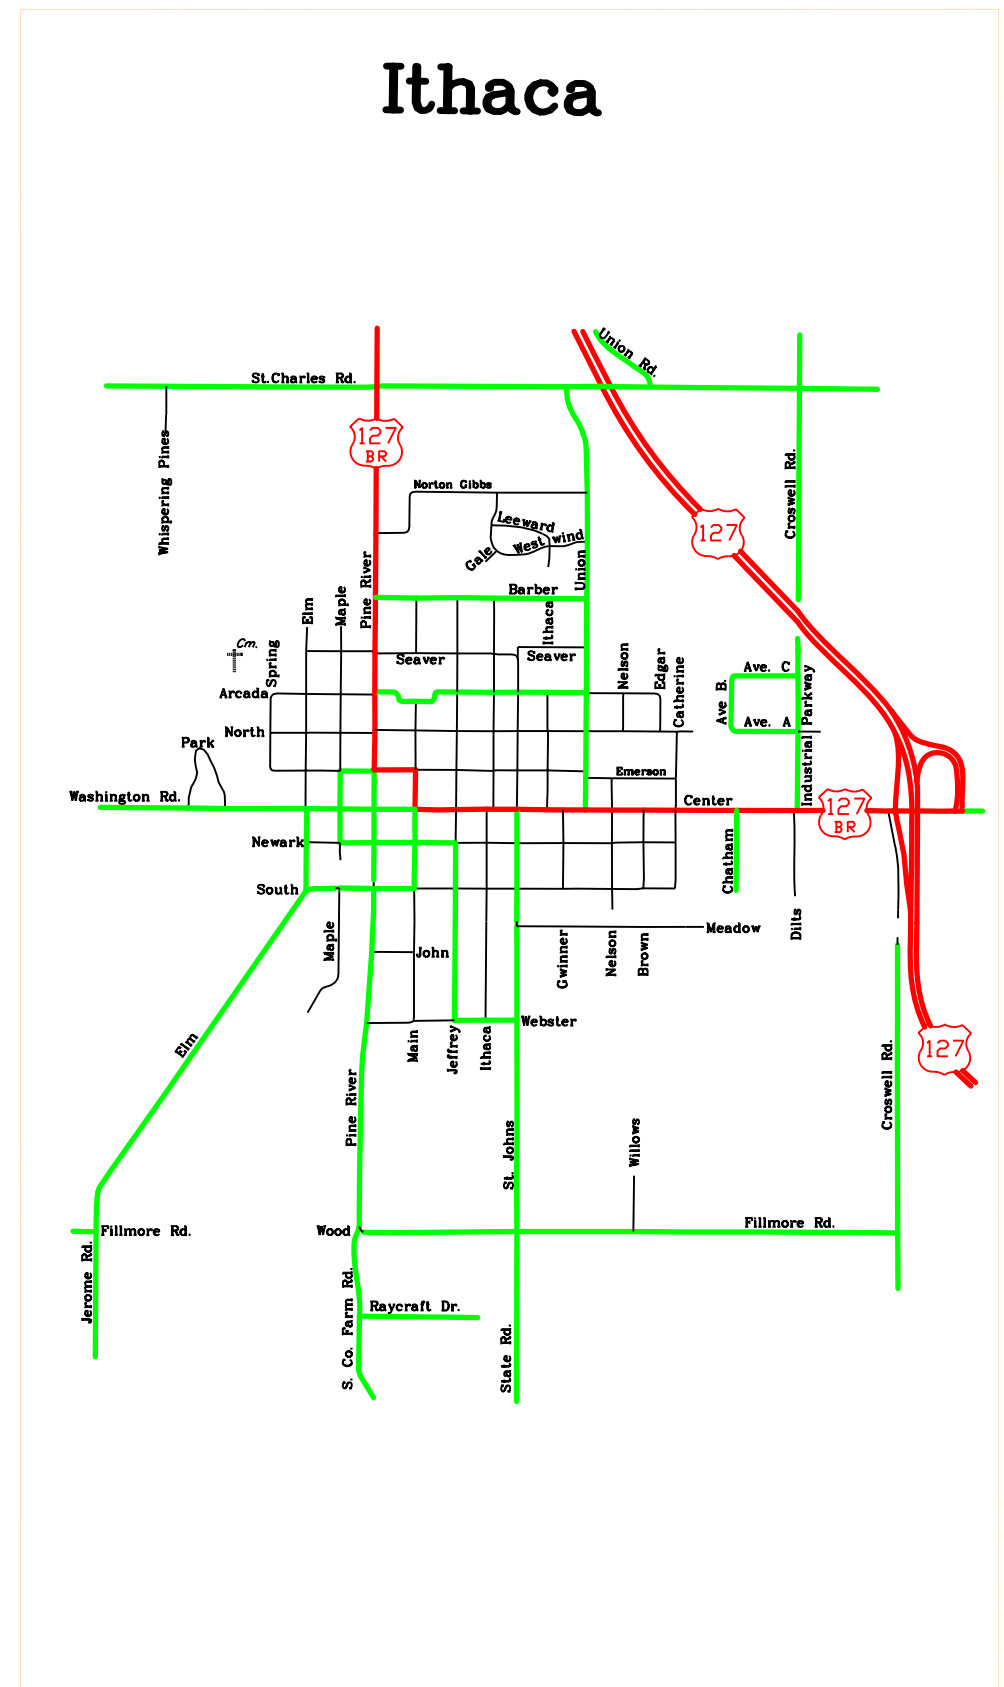 Ithaca
Union Rd.
St.Charles Rd.
127
BR
Whispering Pines
Croswell Rd.
Norton Gibbs
Leeward
West wind
Gale
127
Union
Pine River
Barber
Maple
Elm
Ithaca
Cm.
Spring
Seaver
Seaver
Nelson
Edgar
Catherine
Ave. C
Ave B.
Arcada
Ave. A
Industrial Parkway
North
Park
Emerson
Washington Rd.
Center
127
BR
Newark
Chatham
South
Maple
Meadow
Dilts
John
Gwinner
Nelson
Brown
Webster
Elm
Main
Jeffrey
Ithaca
127
Croswell Rd.
Pine River
St. Johns
Willows
Fillmore Rd.
Wood
Fillmore Rd.
Jerome Rd.
S. Co. Farm Rd.
Raycraft Dr.
State Rd.